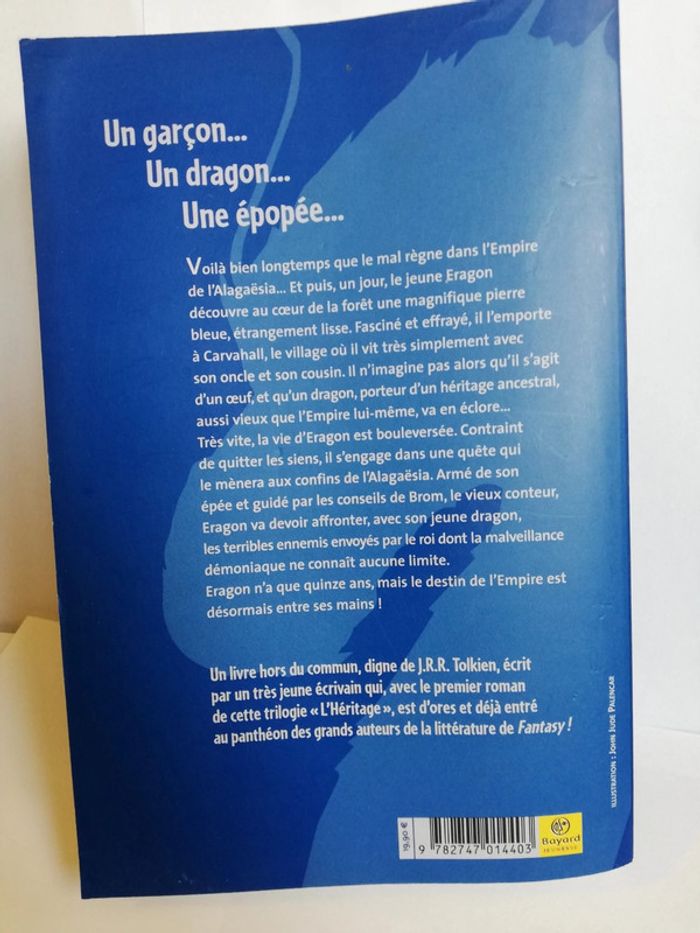 Un garçon...
Un dragon...
Une épopée...
Voilà bien longtemps que le mal règne dans l'Empire
de l'Alagaësia... Et puis, un jour, le jeune Eragon
découvre au cœur de la forêt une magnifique pierre
bleue, étrangement lisse. Fasciné et effrayé, il l'emporte
à Carvahall, le village où il vit très simplement avec
son oncle et son cousin. Il n'imagine pas alors qu'il s'agit
d'un œuf, et qu'un dragon, porteur d'un héritage ancestral,
aussi vieux que l'Empire lui-même, va en éclore...
Très vite, la vie d'Eragon est bouleversée. Contraint
de quitter les siens, il s'engage dans une quête qui
le mènera aux confins de l'Alagaësia. Armé de son
épée et guidé par les conseils de Brom, le vieux conteur,
Eragon va devoir affronter, avec son jeune dragon,
les terribles ennemis envoyés par le roi dont la malveillance
démoniaque ne connaît aucune limite.
Eragon n'a que quinze ans, mais le destin de l'Empire est
désormais entre ses mains !
Un livre hors du commun, digne de J.R.R. Tolkien, écrit
par un très jeune écrivain qui, avec le premier roman
de cette trilogie « L'Héritage », est d'ores et déjà entré
au panthéon des grands auteurs de la littérature de Fantasy !
ILLUSTRATION : JOHN JUDE PALENCAR
19,90 €
9 782747 014403
Bayard
JEUNESSE